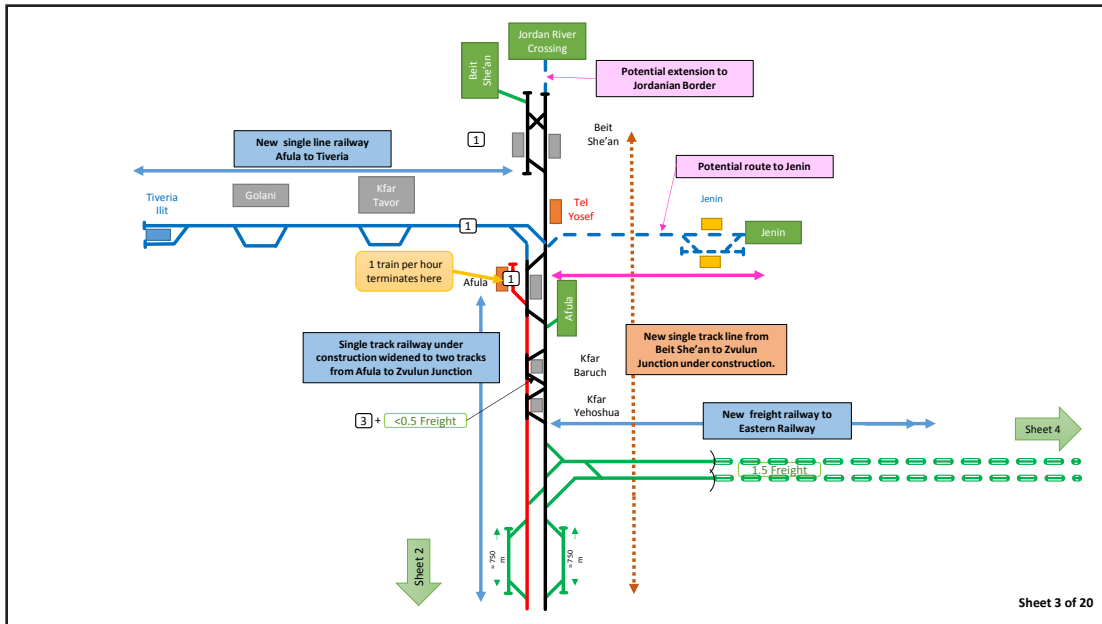 Jordan River
Crossing
Beit
She'an
Potential extension to
Jordanian Border
1
Beit
She'an
New single line railway
Afula to Tiveria
Potential route to Jenin
Tiveria
Ilit
Golani
Kfar
Tavor
1
Tel
Yosef
Jenin
Jenin
1 train per hour
terminates here
Afula
1
Afula
Single track railway under
construction widened to two tracks
from Afula to Zvulun Junction
New single track line from
Beit She'an to Zvulun
Junction under construction.
Kfar
Baruch
Kfar
Yehoshua
3 + <0.5 Freight
New freight railway to
Eastern Railway
Sheet 4
1.5 Freight
Sheet 2
≈ 750
m
≈ 750
m
Sheet 3 of 20